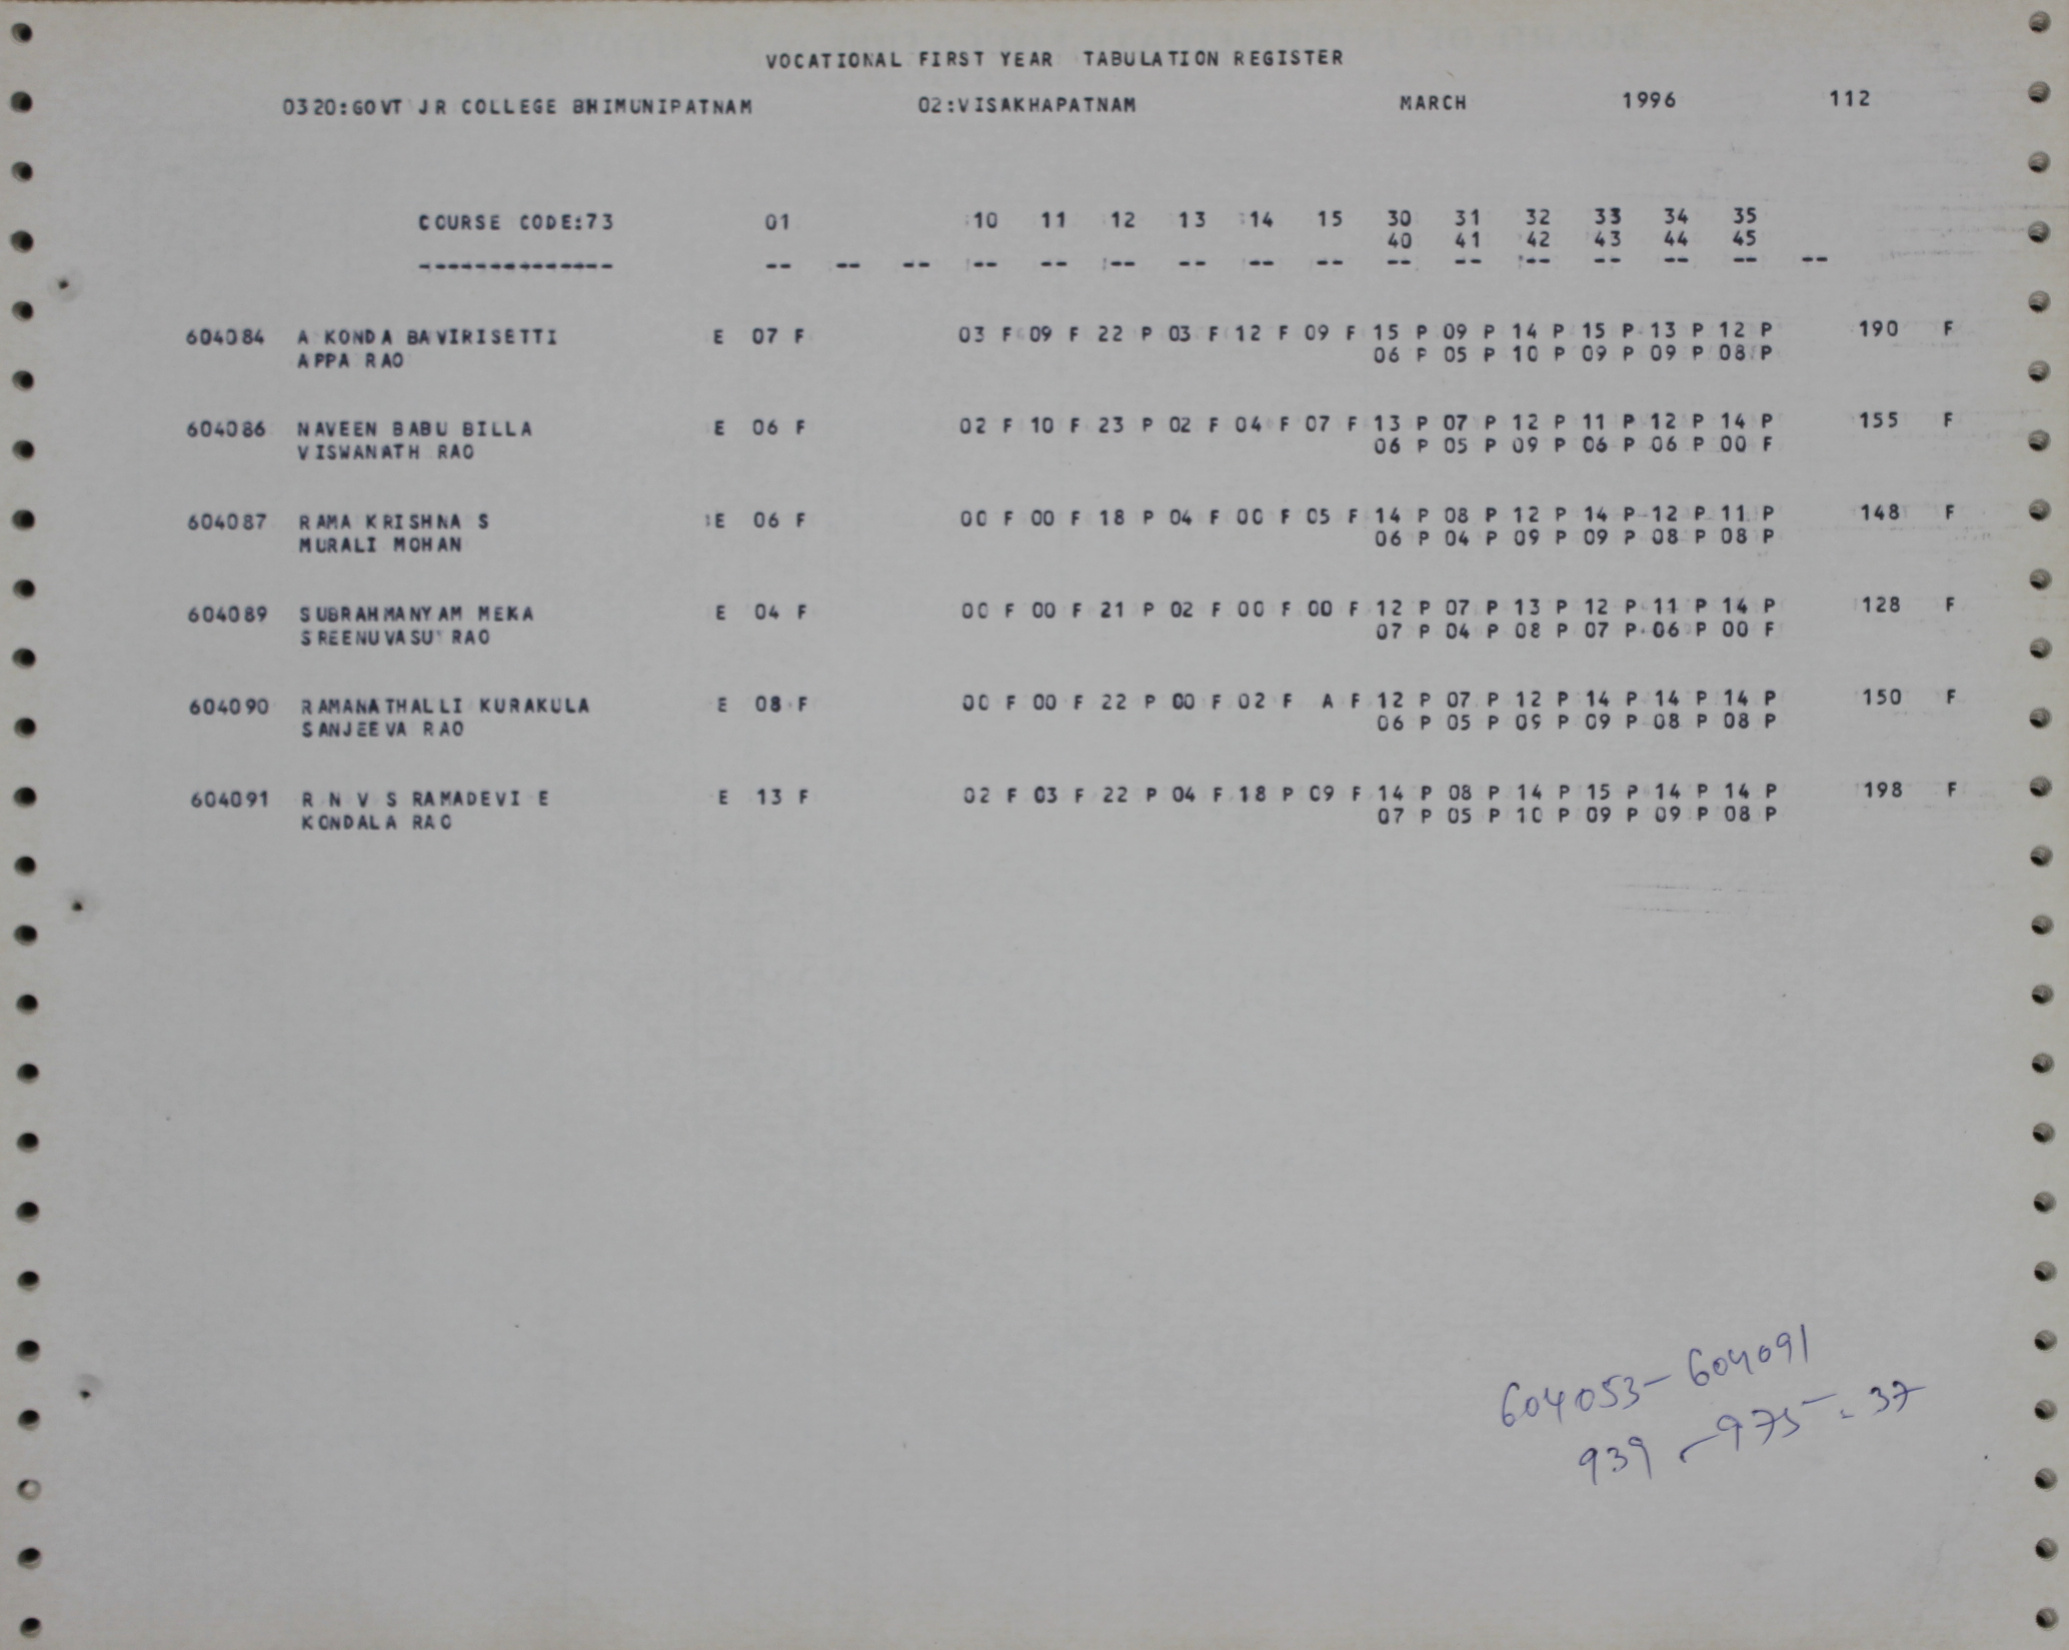 VOCATIONAL FIRST YEAR TABULATION REGISTER
0320:GOVT JR COLLEGE BHIMUNIPATNAM 02:VISAKHAPATNAM MARCH 1996 112
COURSE CODE:73 01 10 11 12 13 14 15 30 31 32 33 34 35
40 41 42 43 44 45
-------------- -- -- -- -- -- -- -- -- -- -- -- -- -- -- -- --
604084 A KONDA BAVIRISETTI E 07 F 03 F 09 F 22 P 03 F 12 F 09 F 15 P 09 P 14 P 15 P 13 P 12 P 190 F
APPA RAO 06 P 05 P 10 P 09 P 09 P 08 P
604086 NAVEEN BABU BILLA E 06 F 02 F 10 F 23 P 02 F 04 F 07 F 13 P 07 P 12 P 11 P 12 P 14 P 155 F
VISWANATH RAO 06 P 05 P 09 P 06 P 06 P 00 F
604087 RAMA KRISHNA S E 06 F 00 F 00 F 18 P 04 F 00 F 05 F 14 P 08 P 12 P 14 P 12 P 11 P 148 F
MURALI MOHAN 06 P 04 P 09 P 09 P 08 P 08 P
604089 SUBRAHMANYAM MEKA E 04 F 00 F 00 F 21 P 02 F 00 F 00 F 12 P 07 P 13 P 12 P 11 P 14 P 128 F
SREENUVASU RAO 07 P 04 P 08 P 07 P 06 P 00 F
604090 RAMANATHALLI KURAKULA E 08 F 00 F 00 F 22 P 00 F 02 F A F 12 P 07 P 12 P 14 P 14 P 14 P 150 F
SANJEEVA RAO 06 P 05 P 09 P 09 P 08 P 08 P
604091 R N V S RAMADEVI E E 13 F 02 F 03 F 22 P 04 F 18 P 09 F 14 P 08 P 14 P 15 P 14 P 14 P 198 F
KONDALA RAO 07 P 05 P 10 P 09 P 09 P 08 P
604053 - 604091
939 - 975 = 37